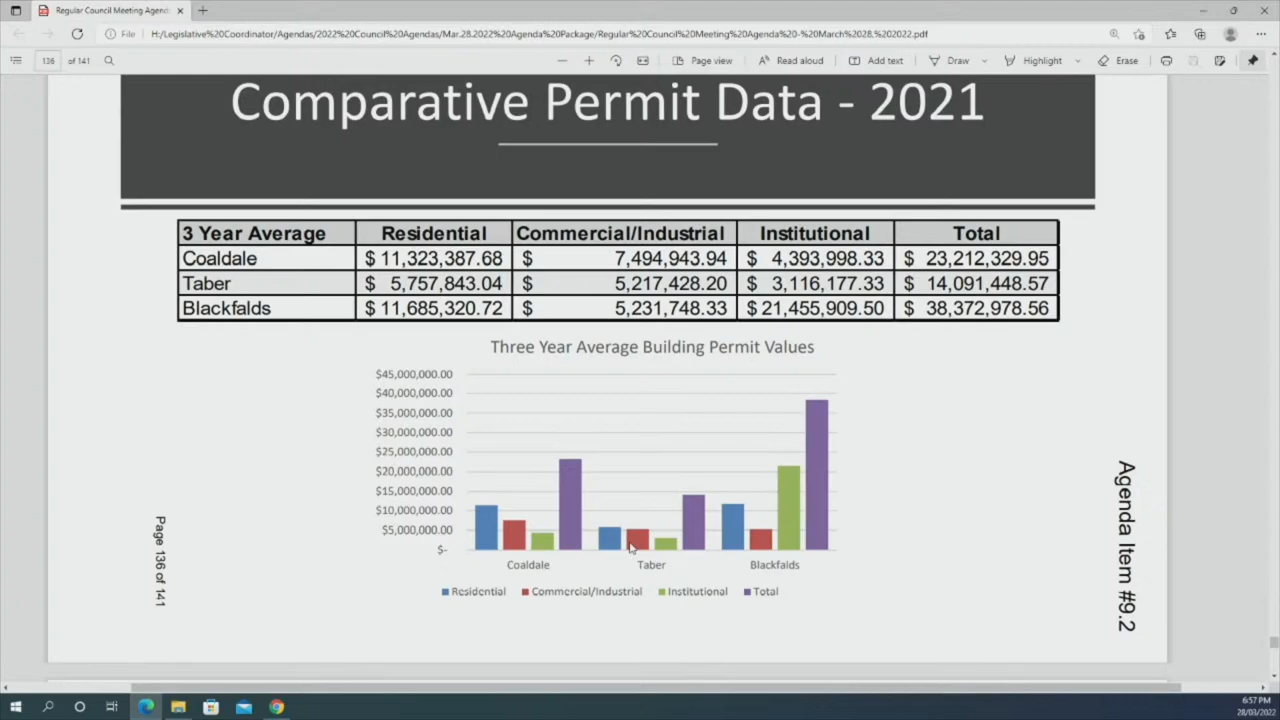 Regular Council Meeting Agenda
File
H:/Legislative%20Coordinator/Agendas/2022%20Council%20Agendas/Mar.28.2022%20Agenda%20Package/Regular%20Council%20Meeting%20Agenda%20-%20March%2028,%202022.pdf
136 of 141
Page view
Read aloud
Add text
Draw
Highlight
Erase
Comparative Permit Data - 2021
3 Year Average Residential Commercial/Industrial Institutional Total
Coaldale $ 11,323,387.68 $ 7,494,943.94 $ 4,393,998.33 $ 23,212,329.95
Taber $ 5,757,843.04 $ 5,217,428.20 $ 3,116,177.33 $ 14,091,448.57
Blackfalds $ 11,685,320.72 $ 5,231,748.33 $ 21,455,909.50 $ 38,372,978.56
Three Year Average Building Permit Values
$45,000,000.00
$40,000,000.00
$35,000,000.00
$30,000,000.00
$25,000,000.00
$20,000,000.00
$15,000,000.00
$10,000,000.00
$5,000,000.00
$-
Coaldale Taber Blackfalds
Residential Commercial/Industrial Institutional Total
Page 136 of 141
Agenda Item #9.2
6:57 PM
28/03/2022